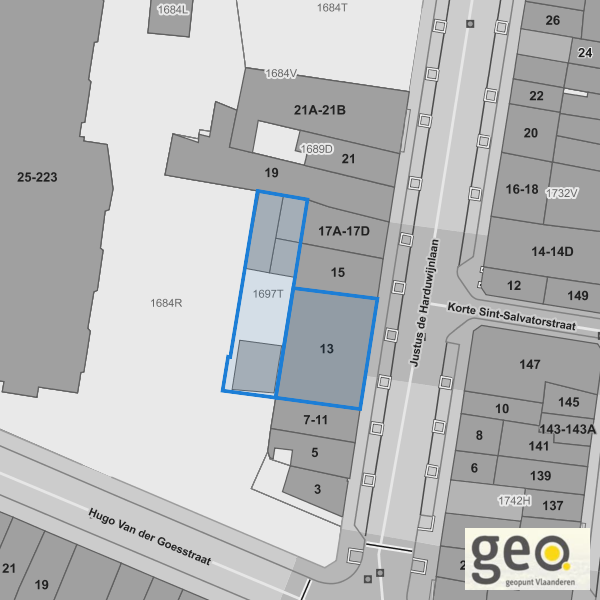 1684L
1684T
26
24
1684V
22
21A-21B
20
1689D
21
19
25-223
16-18
1732V
17A-17D
14-14D
15
12
149
1697T
1684R
Justus de Harduwijnlaan
Korte Sint-Salvatorstraat
13
147
145
10
7-11
143-143A
8
141
5
6
139
3
1742H
137
Hugo Van der Goesstraat
21
19
geo.
geopunt Vlaanderen